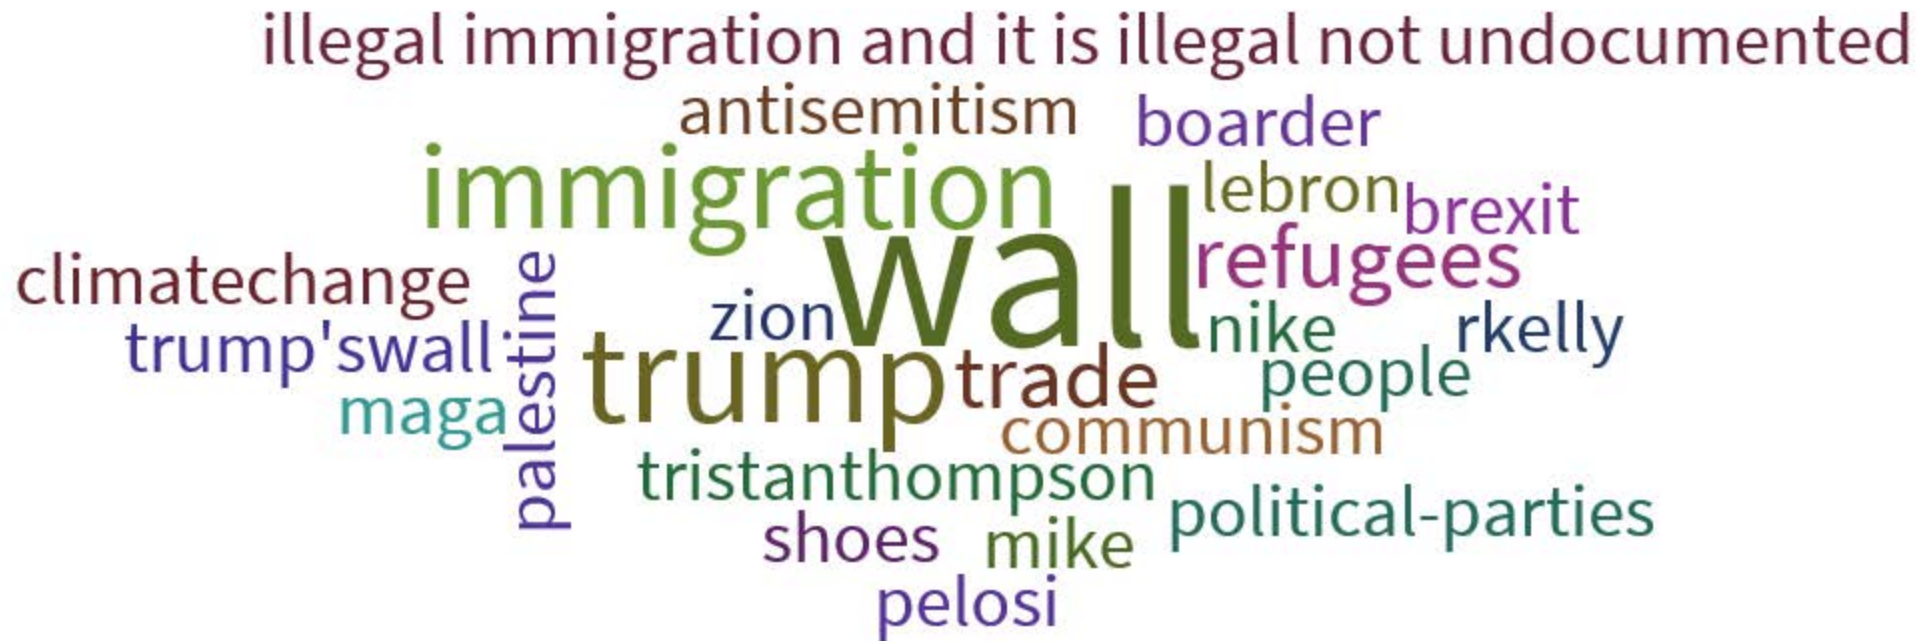 illegal immigration and it is illegal not undocumented
antisemitism
boarder
immigration
lebron
brexit
wall
refugees
climatechange
palestine
zion
nike
rkelly
trump'swall
trump
trade
people
maga
communism
tristanthompson
political-parties
shoes
mike
pelosi